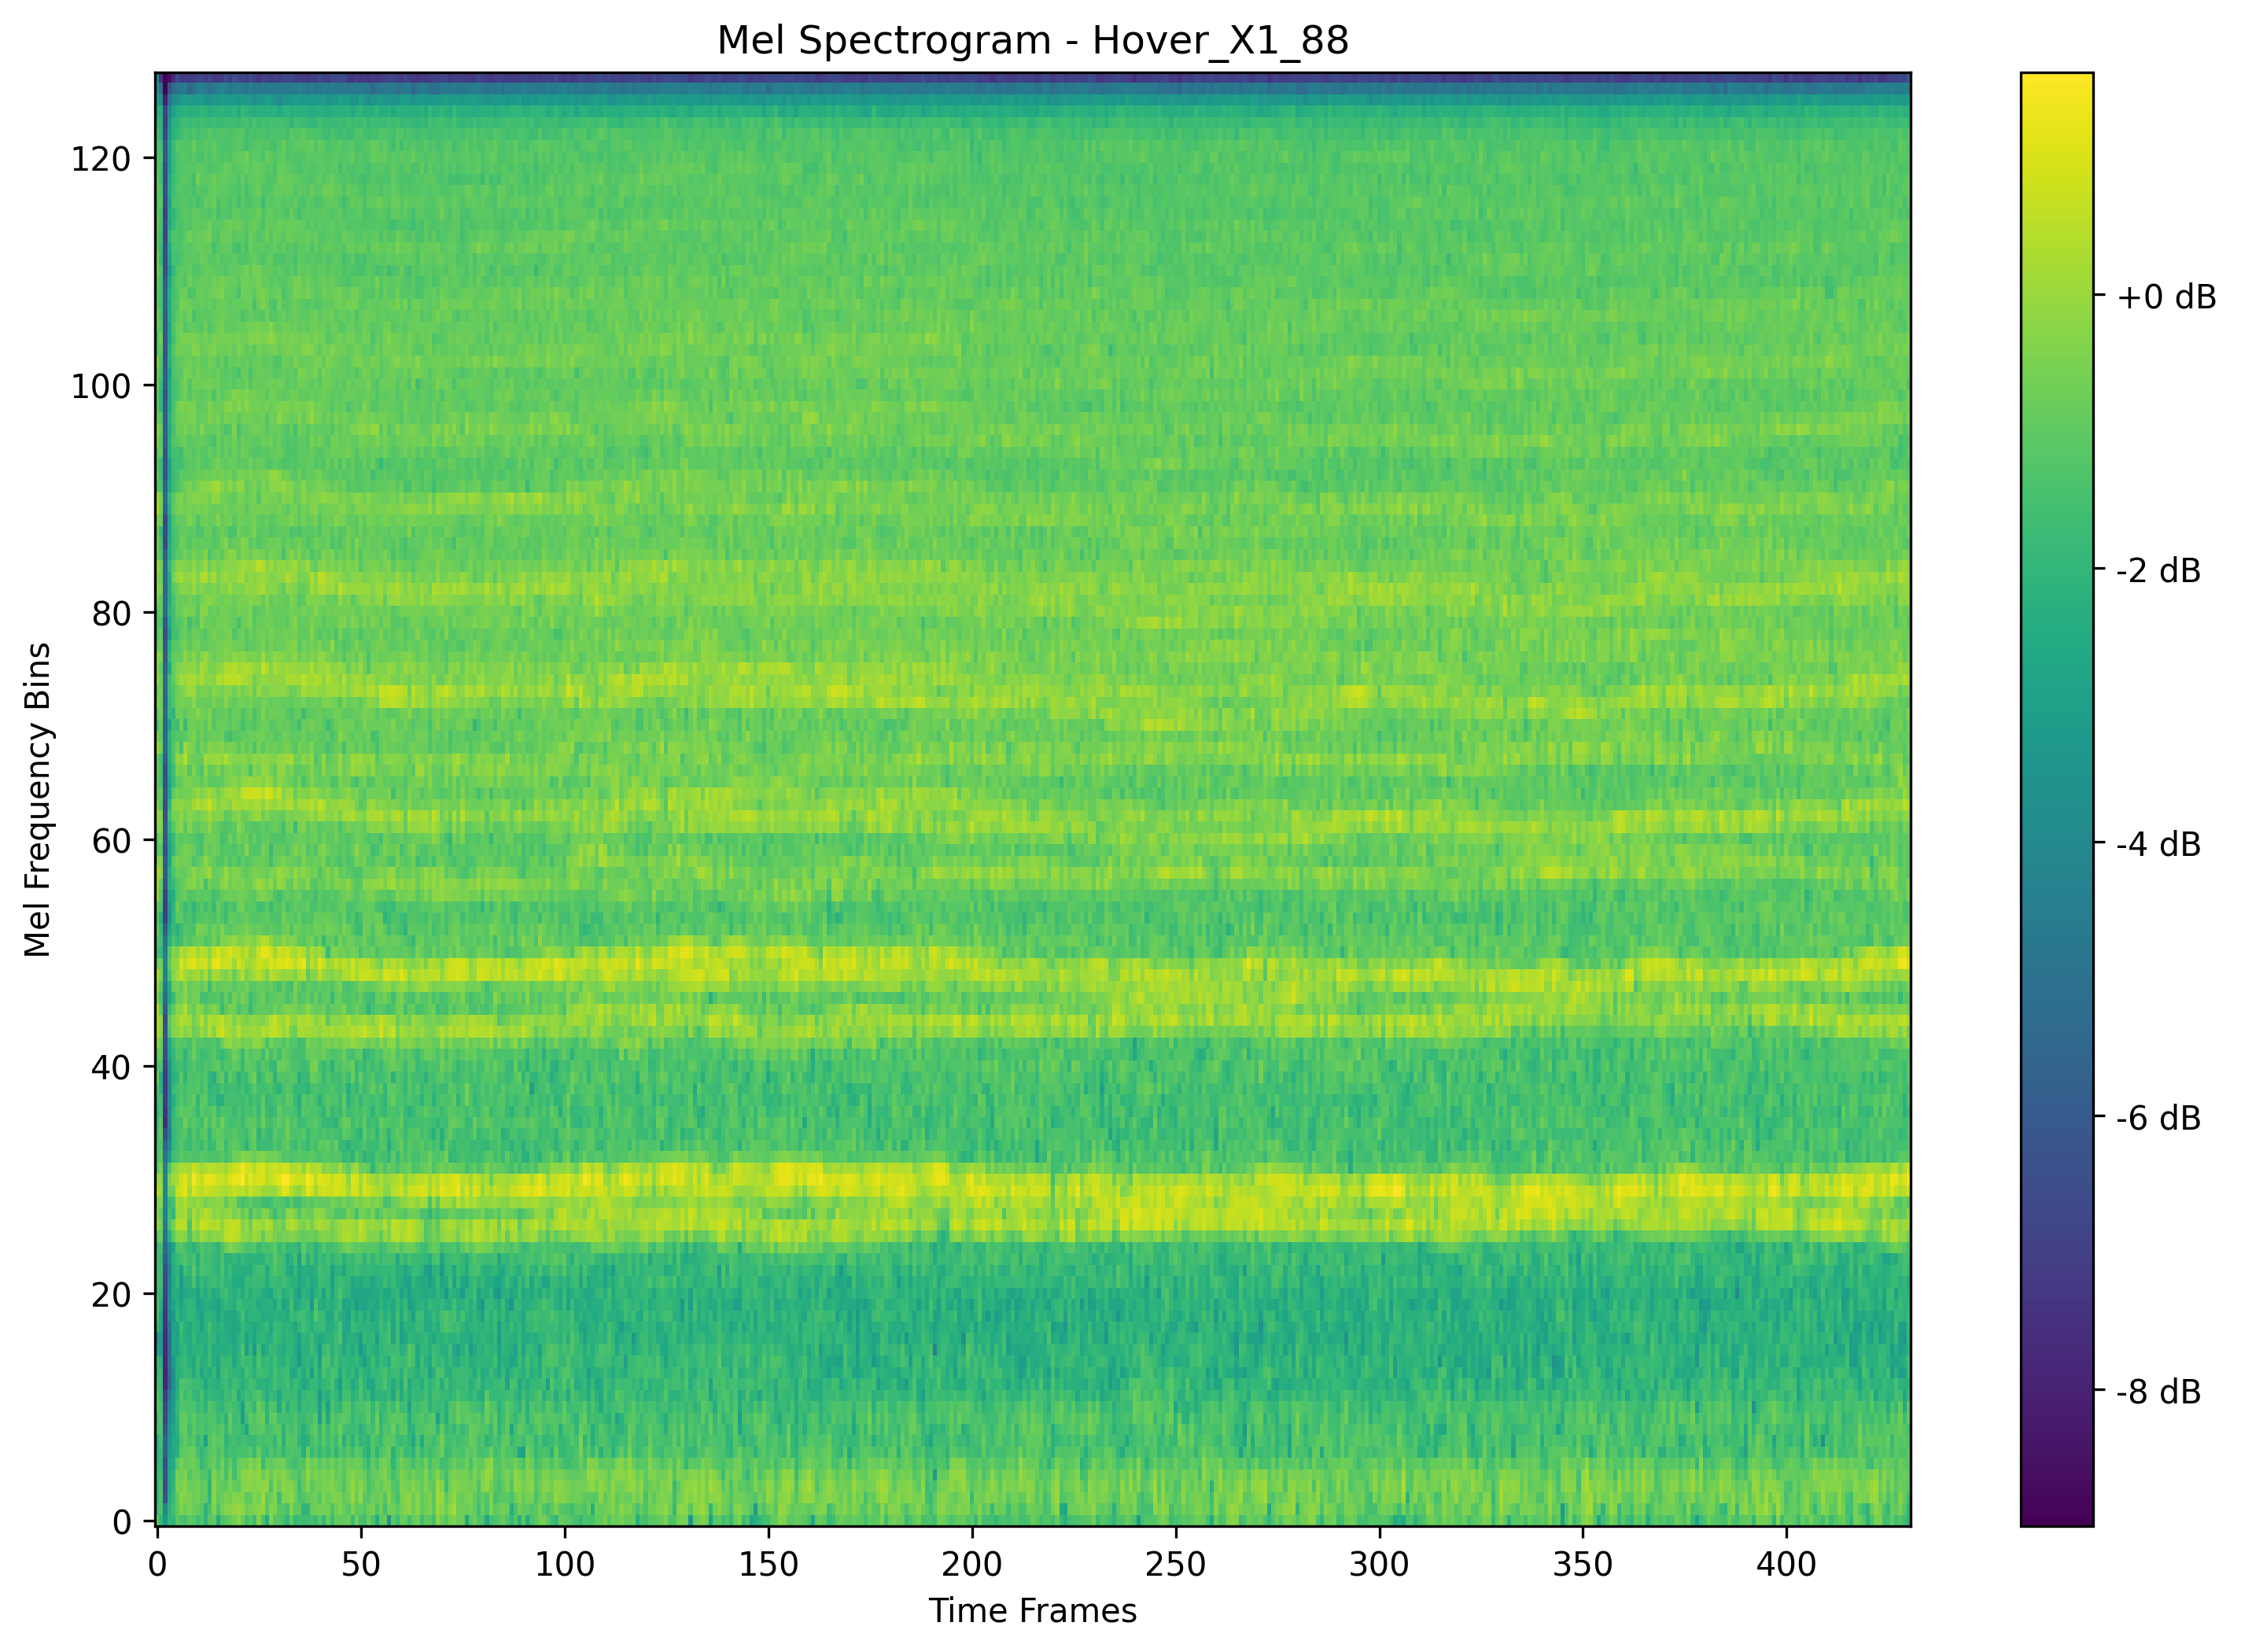 Mel Spectrogram - Hover_X1_88
Mel Frequency Bins
120
100
80
60
40
20
0
0 50 100 150 200 250 300 350 400
Time Frames
+0 dB
-2 dB
-4 dB
-6 dB
-8 dB